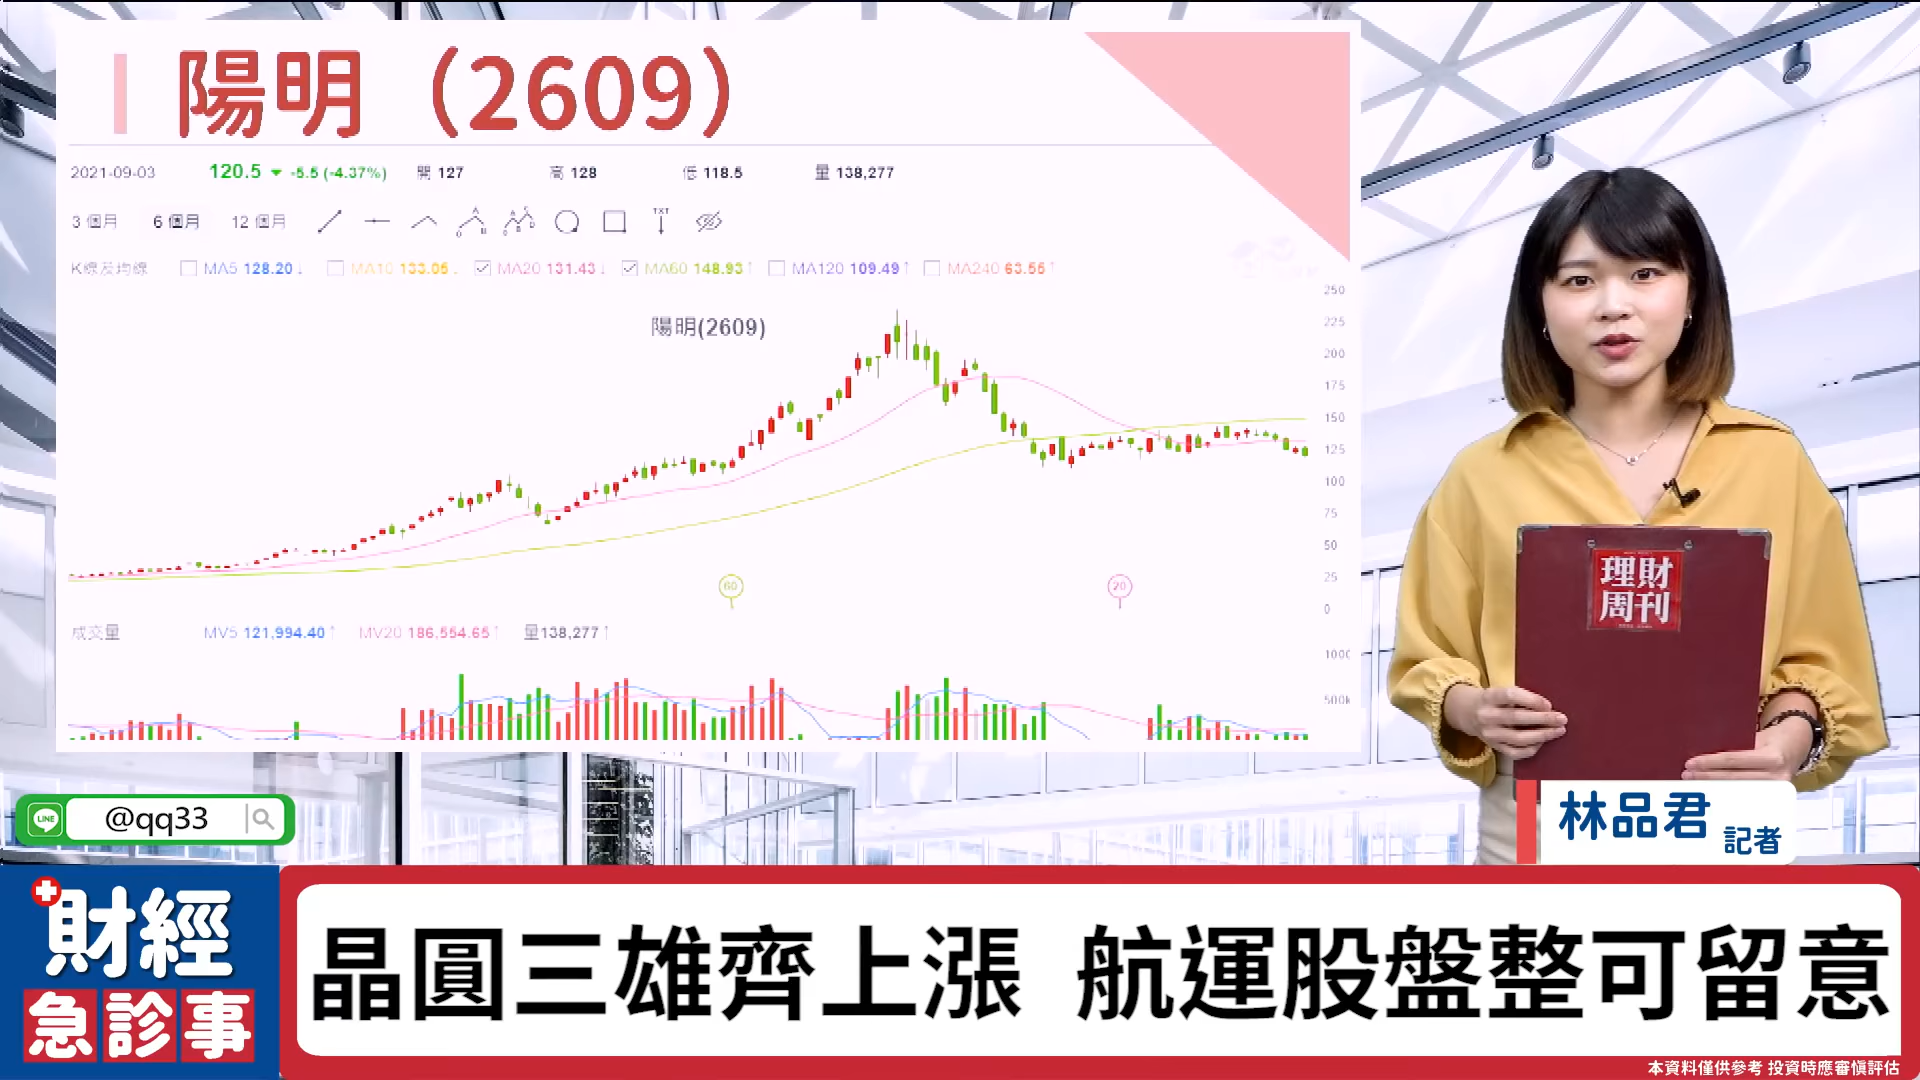 陽明（2609）
2021-09-03 120.5 ▼ -5.5 (-4.37%) 開 127 高 128 低 118.5 量 138,277
3 個月 6 個月 12 個月 TXT
K線及均線 MA5 128.20↓ MA10 133.05↓ MA20 131.43↓ MA60 148.93↑ MA120 109.49↑ MA240 63.55↑
陽明(2609)
250
225
200
175
150
125
100
75
50
25
0
60
20
成交量 MV5 121,994.40↑ MV20 186,554.65↑ 量138,277↑
500k
理財
周刊
LINE @qq33
林品君 記者
財經
急診事
晶圓三雄齊上漲 航運股盤整可留意
本資料僅供參考 投資時應審慎評估